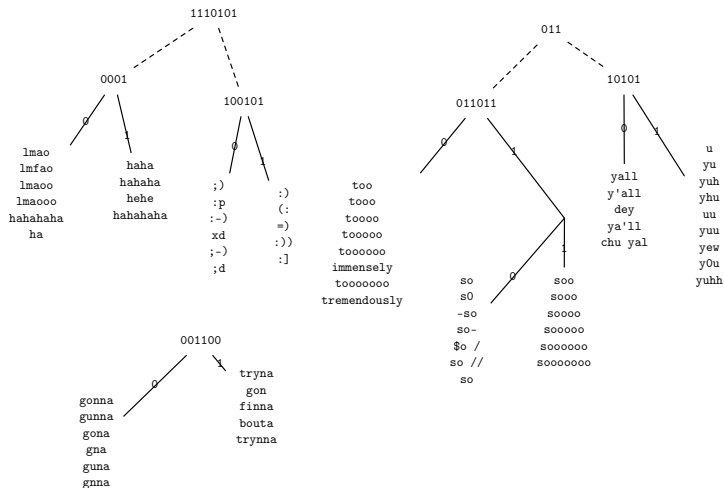 1110101
0001
100101
0
1
0
1
lmao
lmfao
lmaoo
lmaooo
hahahaha
ha
haha
hahaha
hehe
hahahaha
;)
:p
:-)
xd
;-)
;d
:)
(:
=)
:))
:]
011
011011
10101
0
1
0
1
too
tooo
toooo
tooooo
toooooo
immensely
tooooooo
tremendously
0
1
so
s0
-so
so-
$o /
so //
so
soo
sooo
soooo
sooooo
soooooo
sooooooo
yall
y'all
dey
ya'll
chu yal
u
yu
yuh
yhu
uu
yuu
yew
y0u
yuhh
001100
0
1
gonna
gunna
gona
gna
guna
gnna
tryna
gon
finna
bouta
trynna